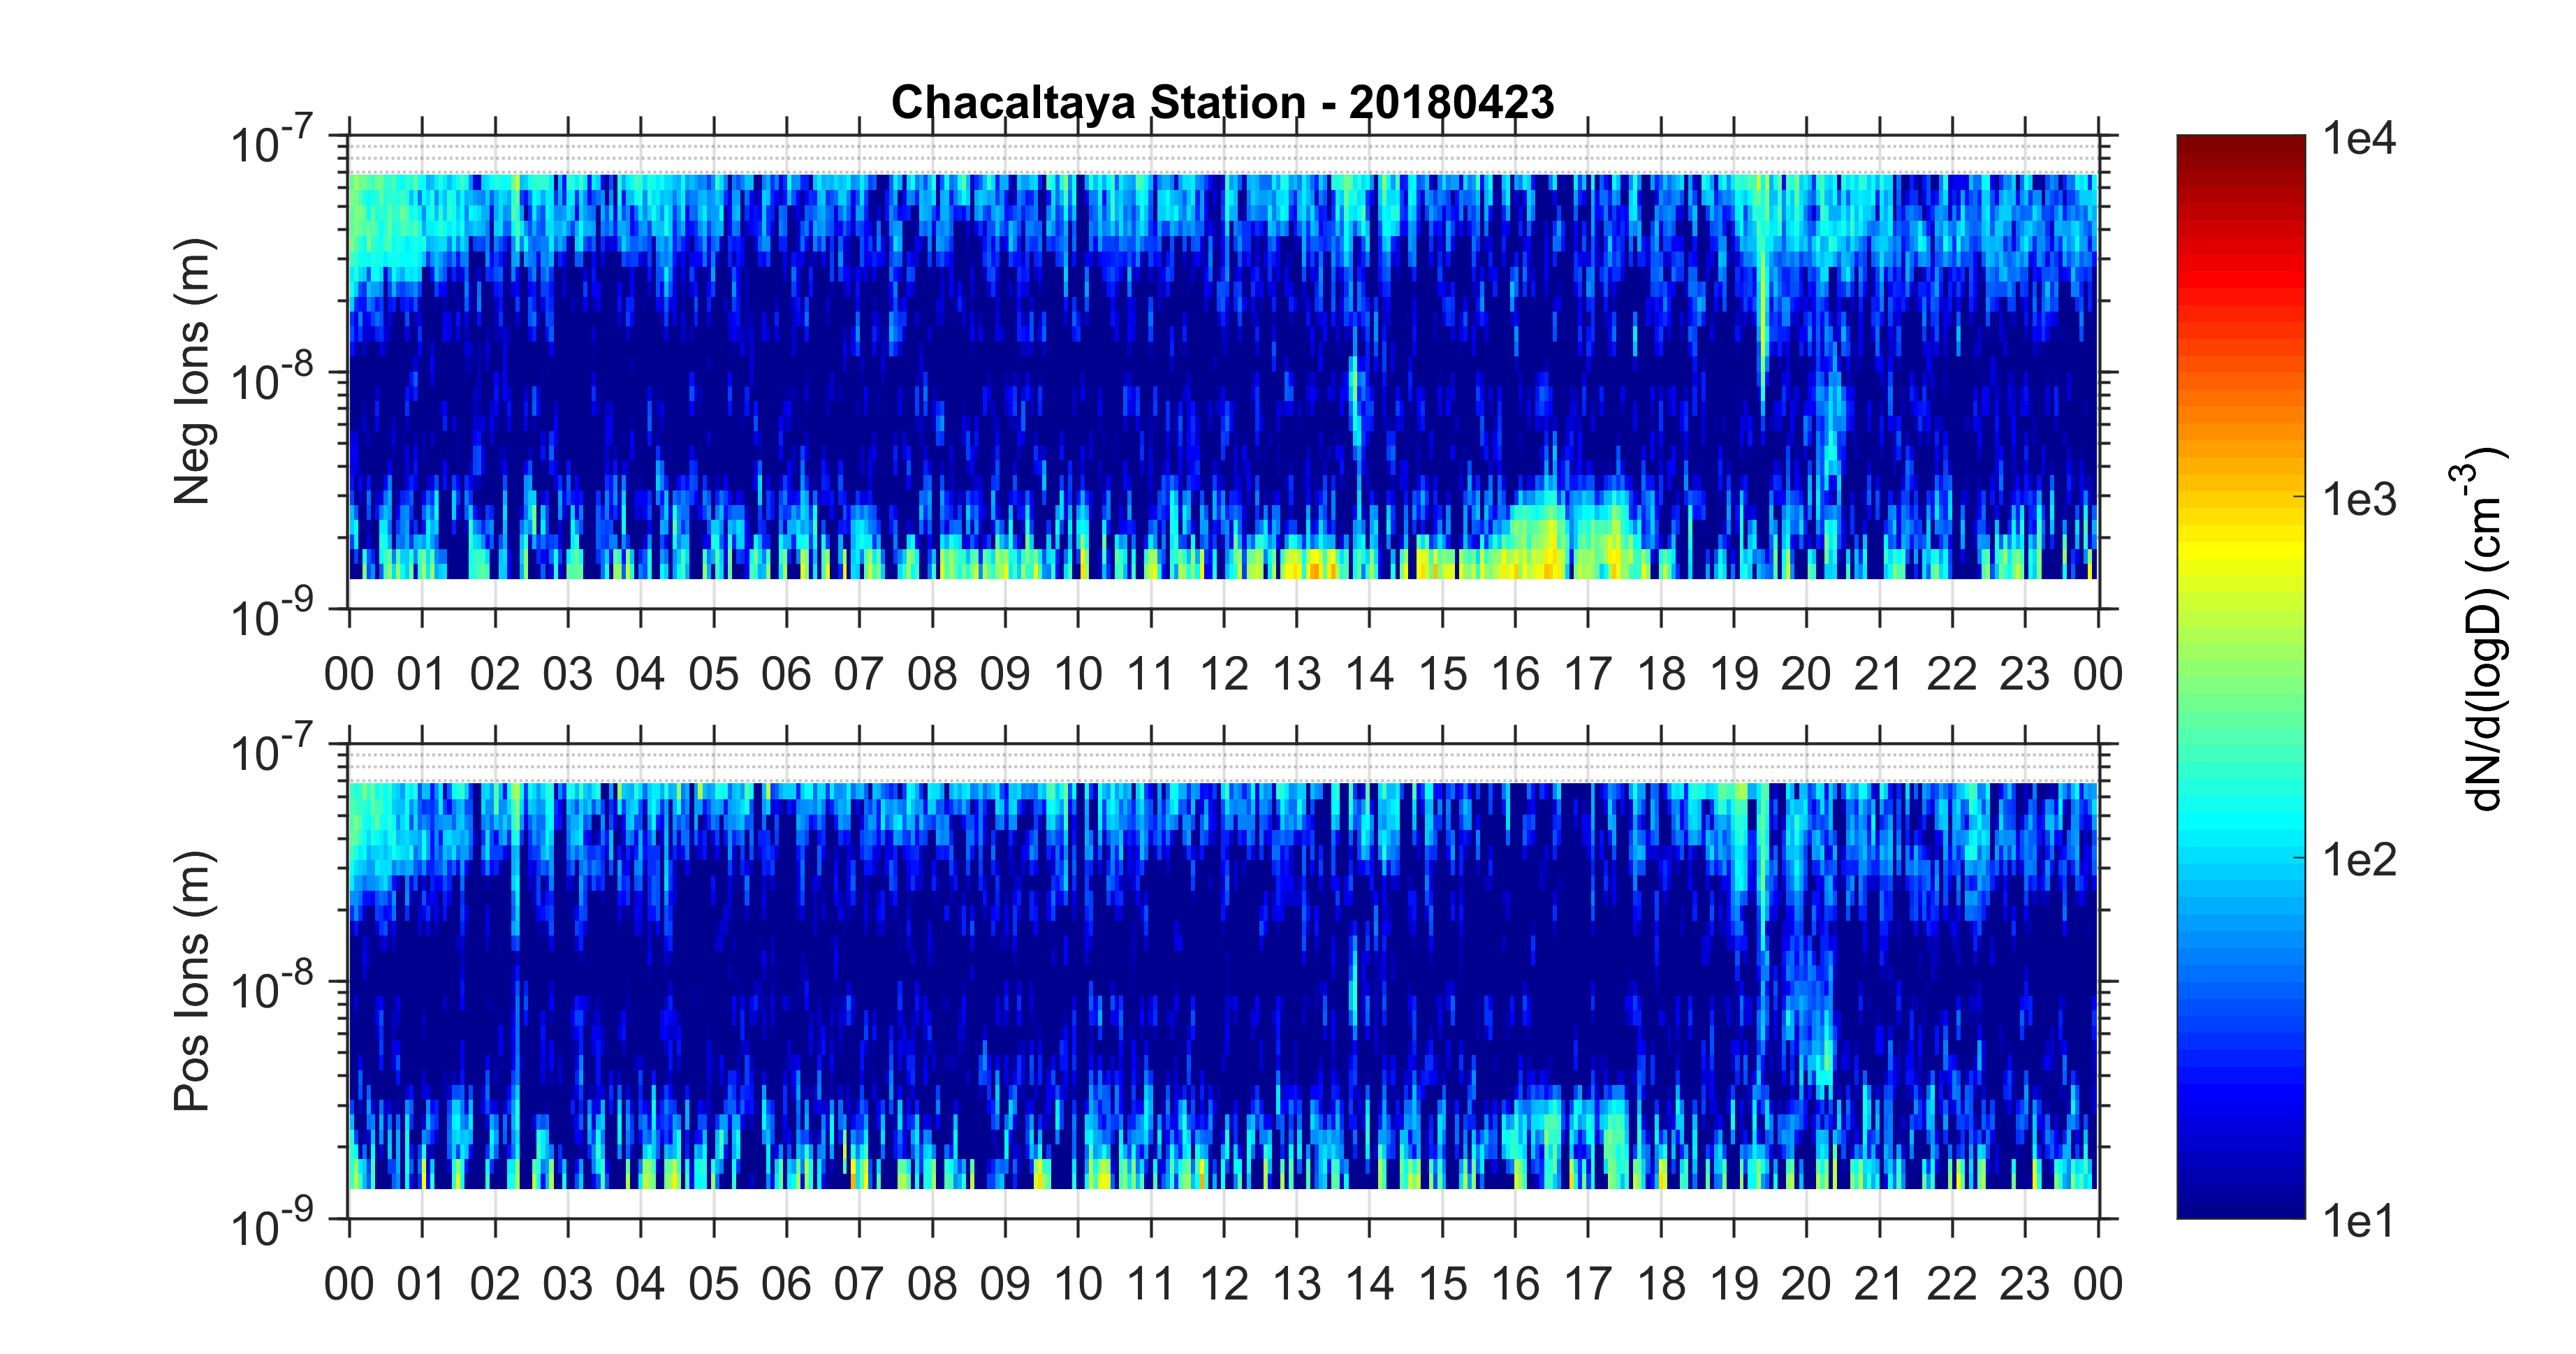 Chacaltaya Station - 20180423
10-7
10-8
10-9
Neg Ions (m)
00 01 02 03 04 05 06 07 08 09 10 11 12 13 14 15 16 17 18 19 20 21 22 23 00
10-7
10-8
10-9
Pos Ions (m)
00 01 02 03 04 05 06 07 08 09 10 11 12 13 14 15 16 17 18 19 20 21 22 23 00
1e4
1e3
1e2
1e1
dN/d(logD) (cm-3)